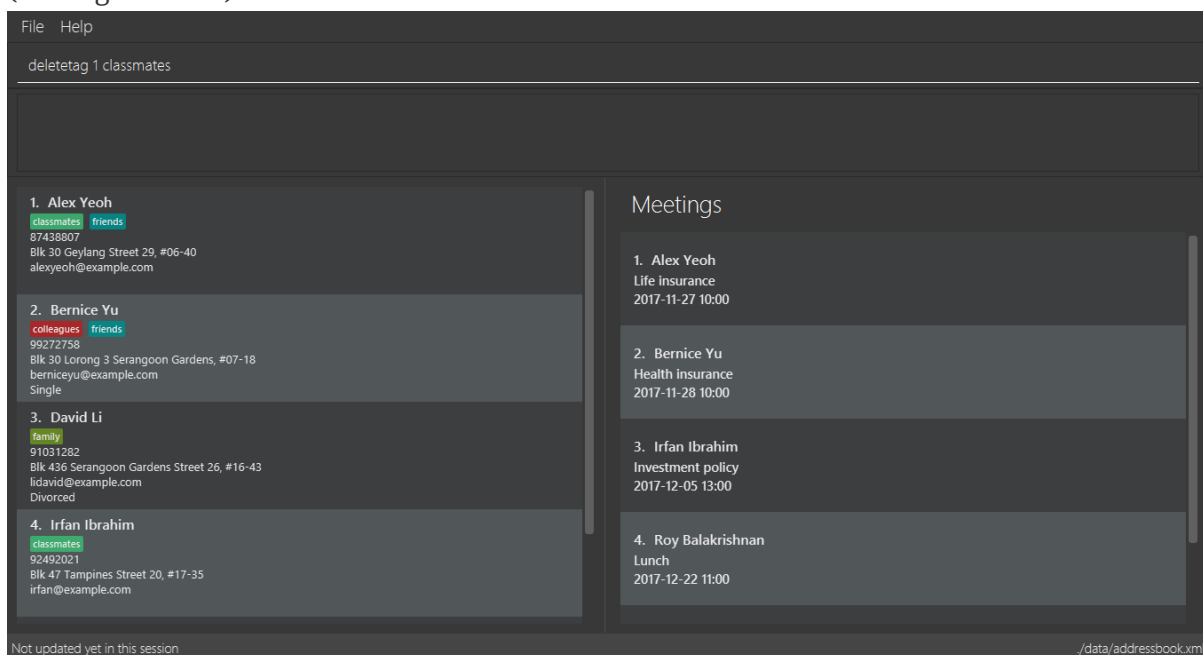 File Help
deletetag 1 classmates
1. Alex Yeoh
classmates friends
87438807
Blk 30 Geylang Street 29, #06-40
alexyeoh@example.com
2. Bernice Yu
colleagues friends
99272758
Blk 30 Lorong 3 Serangoon Gardens, #07-18
berniceyu@example.com
Single
3. David Li
family
91031282
Blk 436 Serangoon Gardens Street 26, #16-43
lidavid@example.com
Divorced
4. Irfan Ibrahim
classmates
92492021
Blk 47 Tampines Street 20, #17-35
irfan@example.com
Meetings
1. Alex Yeoh
Life insurance
2017-11-27 10:00
2. Bernice Yu
Health insurance
2017-11-28 10:00
3. Irfan Ibrahim
Investment policy
2017-12-05 13:00
4. Roy Balakrishnan
Lunch
2017-12-22 11:00
Not updated yet in this session
./data/addressbook.xml